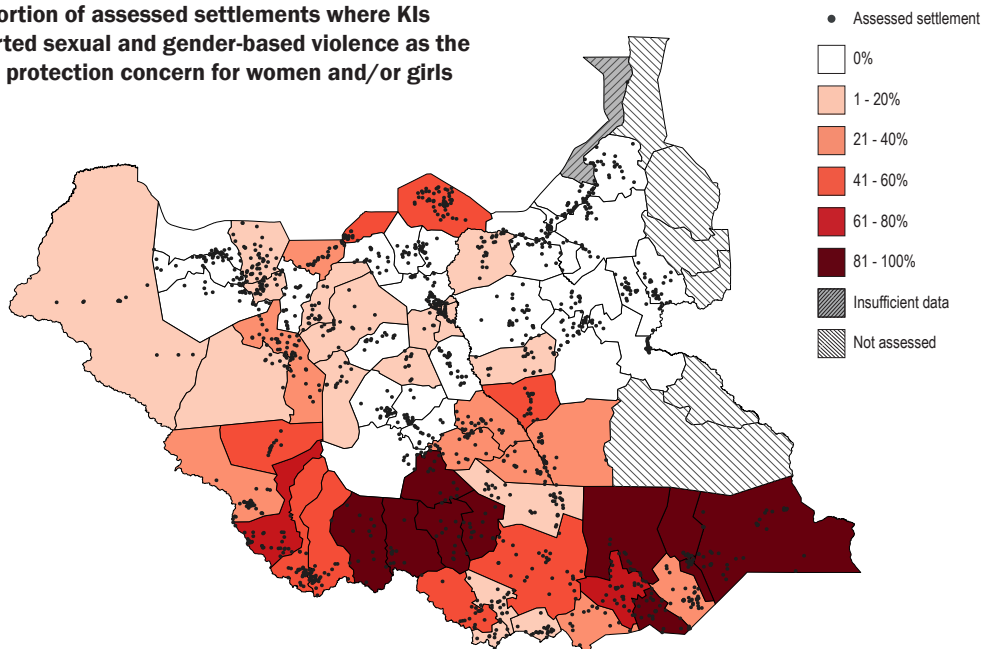 ortion of assessed settlements where KIs
rted sexual and gender-based violence as the
protection concern for women and/or girls
Assessed settlement
0%
1 - 20%
21 - 40%
41 - 60%
61 - 80%
81 - 100%
Insufficient data
Not assessed